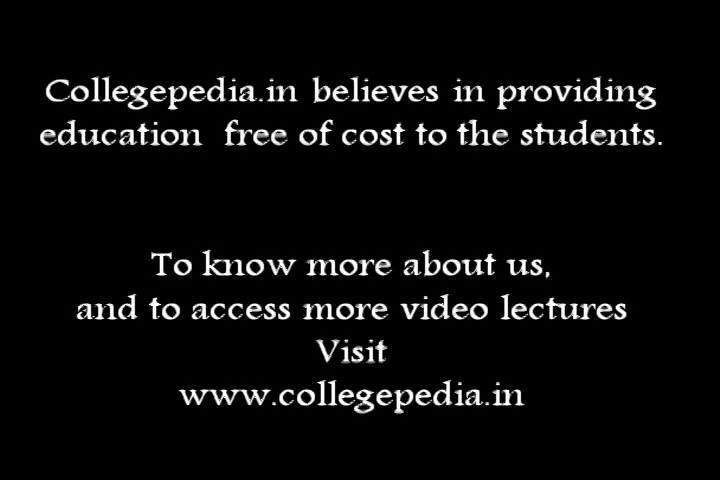 Collegepedia.in believes in providing
education free of cost to the students.
To know more about us,
and to access more video lectures
Visit
www.collegepedia.in